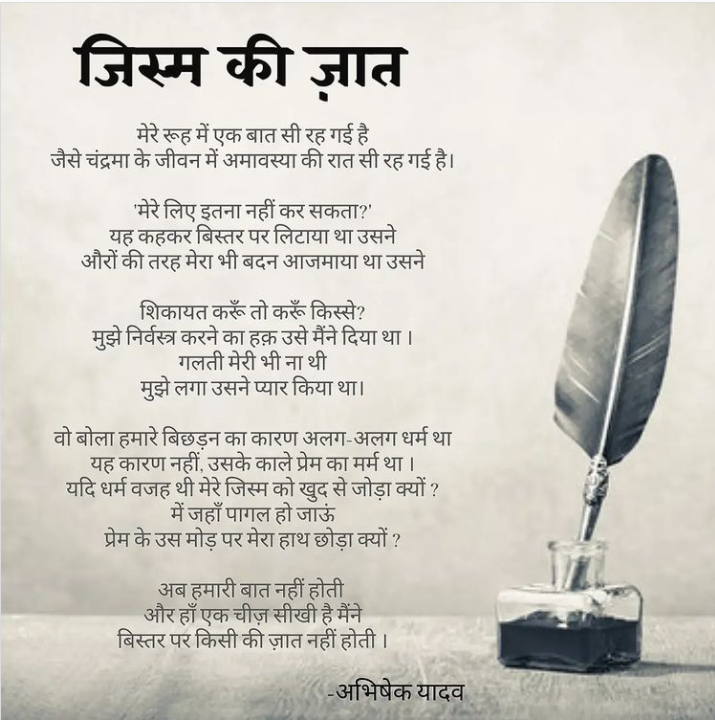 जिस्म की ज़ात
मेरे रूह में एक बात सी रह गई है
जैसे चंद्रमा के जीवन में अमावस्या की रात सी रह गई है।
'मेरे लिए इतना नहीं कर सकता?'
यह कहकर बिस्तर पर लिटाया था उसने
औरों की तरह मेरा भी बदन आजमाया था उसने
शिकायत करूँ तो करूँ किस्से?
मुझे निर्वस्त्र करने का हक़ उसे मैंने दिया था ।
गलती मेरी भी ना थी
मुझे लगा उसने प्यार किया था।
वो बोला हमारे बिछड़न का कारण अलग-अलग धर्म था
यह कारण नहीं, उसके काले प्रेम का मर्म था ।
यदि धर्म वजह थी मेरे जिस्म को खुद से जोड़ा क्यों ?
में जहाँ पागल हो जाऊं
प्रेम के उस मोड़ पर मेरा हाथ छोड़ा क्यों ?
अब हमारी बात नहीं होती
और हाँ एक चीज़ सीखी है मैंने
बिस्तर पर किसी की ज़ात नहीं होती ।
-अभिषेक यादव